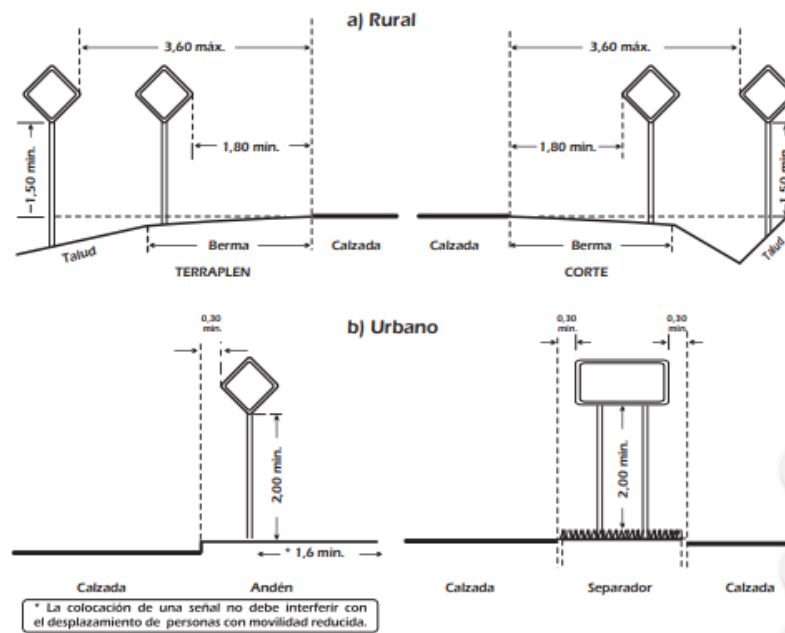 a) Rural
3,60 máx.
3,60 máx.
1,80 min.
1,80 min.
1,50 min.
1,50 min.
Talud
Berma
Calzada
Calzada
Berma
Talud
TERRAPLEN
CORTE
b) Urbano
0,30
min.
0,30
min.
0,30
min.
2,00 min.
2,00 min.
* 1,6 min.
Calzada
Andén
Calzada
Separador
Calzada
* La colocación de una señal no debe interferir con
el desplazamiento de personas con movilidad reducida.